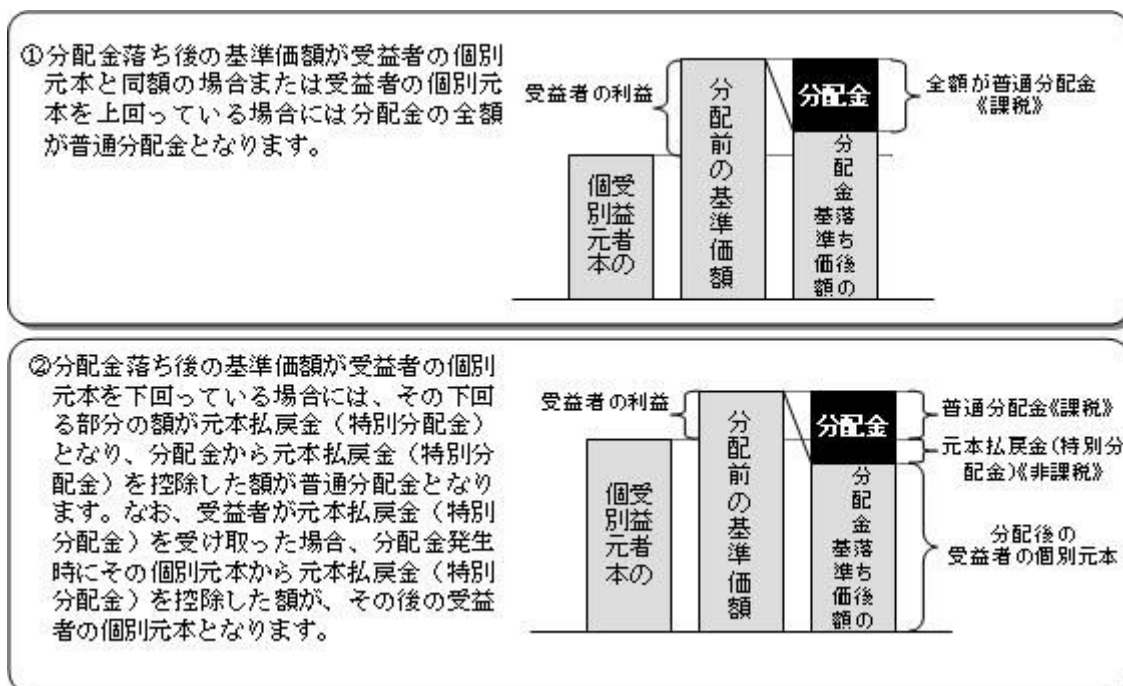 ①分配金落ち後の基準価額が受益者の個別
元本と同額の場合または受益者の個別元
本を上回っている場合には分配金の全額
が普通分配金となります。
受益者の利益
受益者の
個別元本
分配前の基準価額
分配金
分配金落ち後の
基準価額
全額が普通分配金
《課税》
②分配金落ち後の基準価額が受益者の個別
元本を下回っている場合には、その下回
る部分の額が元本払戻金（特別分配金）
となり、分配金から元本払戻金（特別分
配金）を控除した額が普通分配金となり
ます。なお、受益者が元本払戻金（特別
分配金）を受け取った場合、分配金発生
時にその個別元本から元本払戻金（特別
分配金）を控除した額が、その後の受益
者の個別元本となります。
受益者の利益
受益者の
個別元本
分配前の基準価額
分配金
分配金落ち後の
基準価額
普通分配金《課税》
元本払戻金(特別分
配金)《非課税》
分配後の
受益者の個別元本